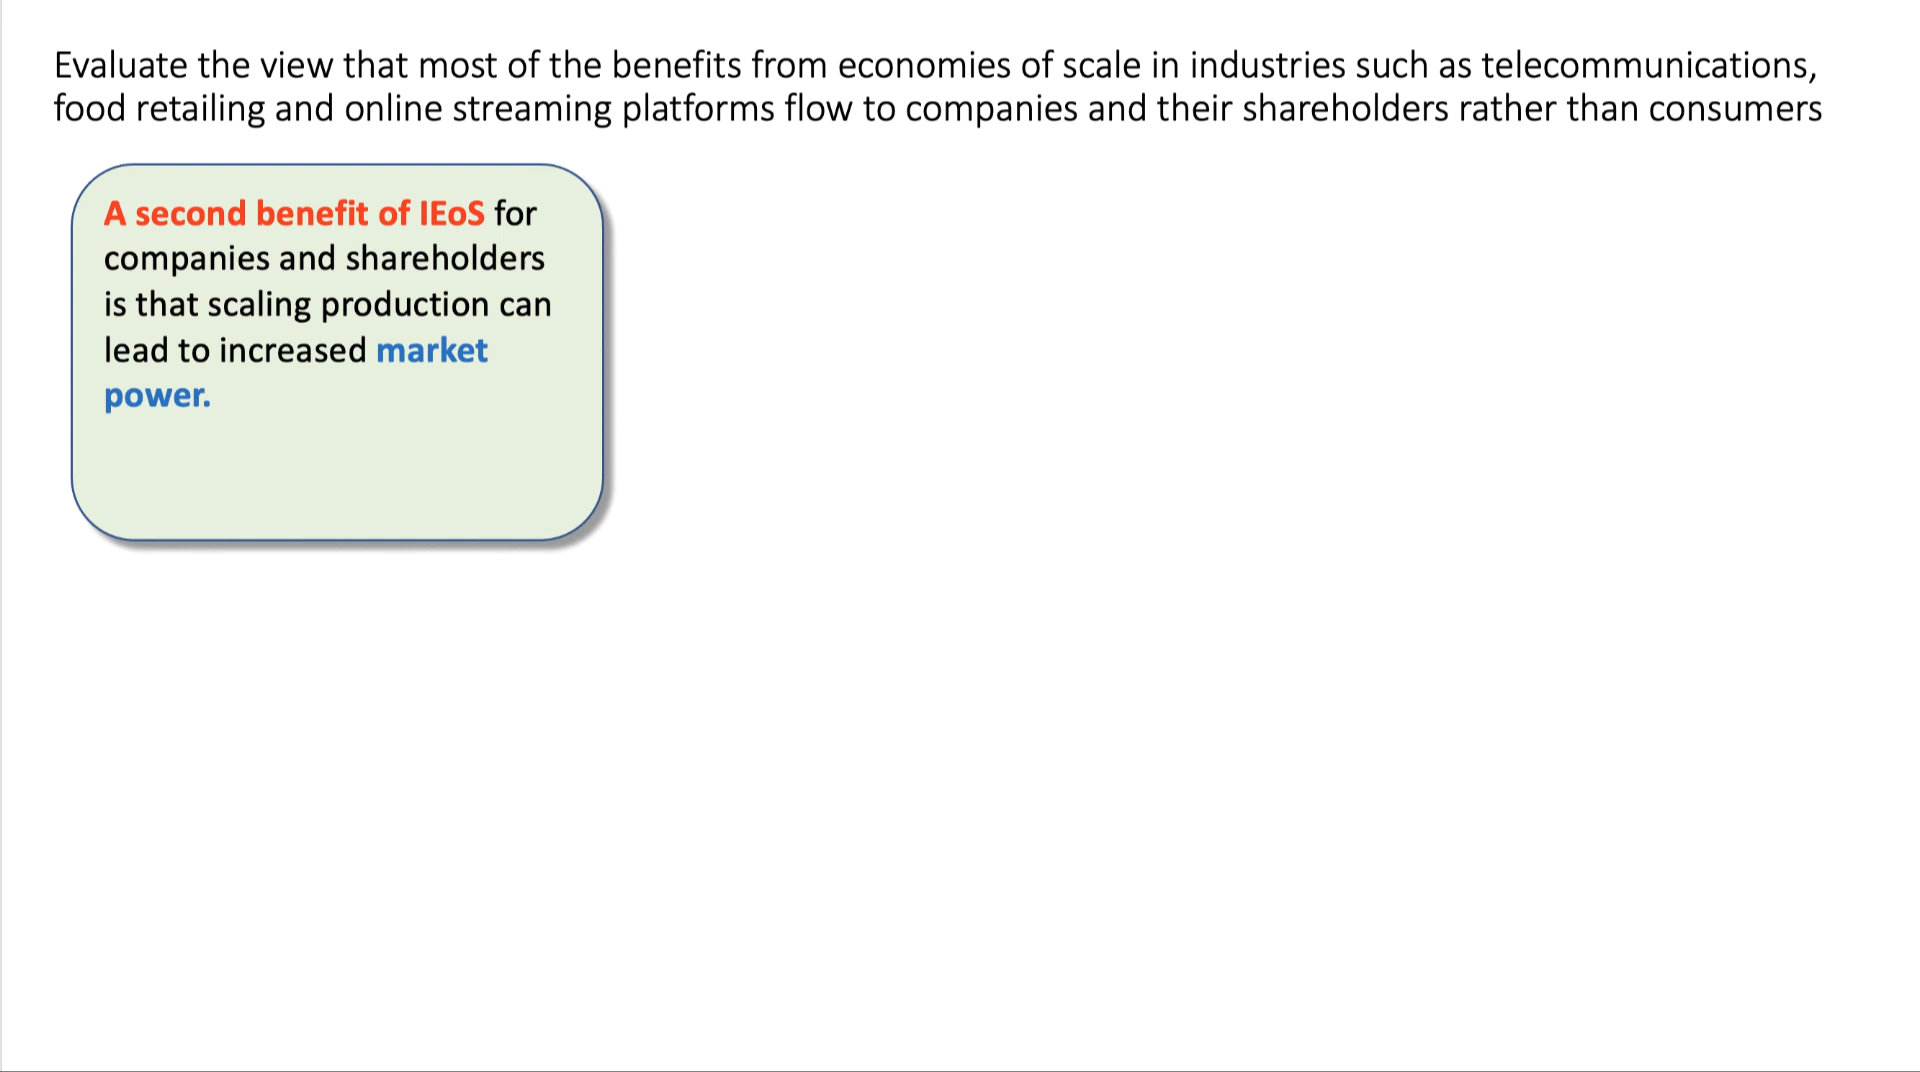 Evaluate the view that most of the benefits from economies of scale in industries such as telecommunications,
food retailing and online streaming platforms flow to companies and their shareholders rather than consumers
A second benefit of IEoS for
companies and shareholders
is that scaling production can
lead to increased market
power.